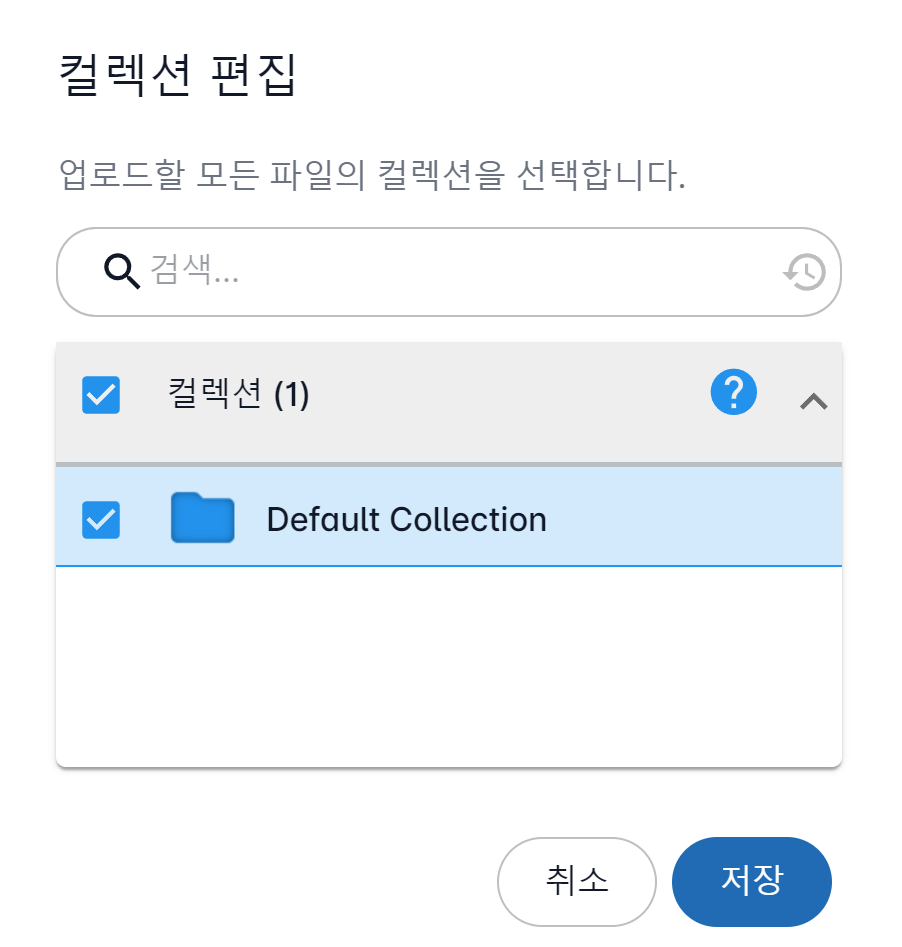 컬렉션 편집
업로드할 모든 파일의 컬렉션을 선택합니다.
검색...
컬렉션 (1)
?
Default Collection
취소
저장